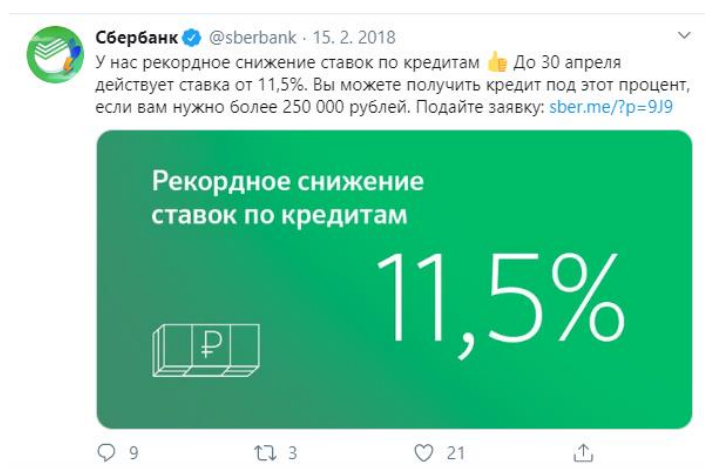 Сбербанк @sberbank · 15. 2. 2018
У нас рекордное снижение ставок по кредитам 👍 До 30 апреля
действует ставка от 11,5%. Вы можете получить кредит под этот процент,
если вам нужно более 250 000 рублей. Подайте заявку: sber.me/?p=9J9
Рекордное снижение
ставок по кредитам
11,5%
₽
9 3 21